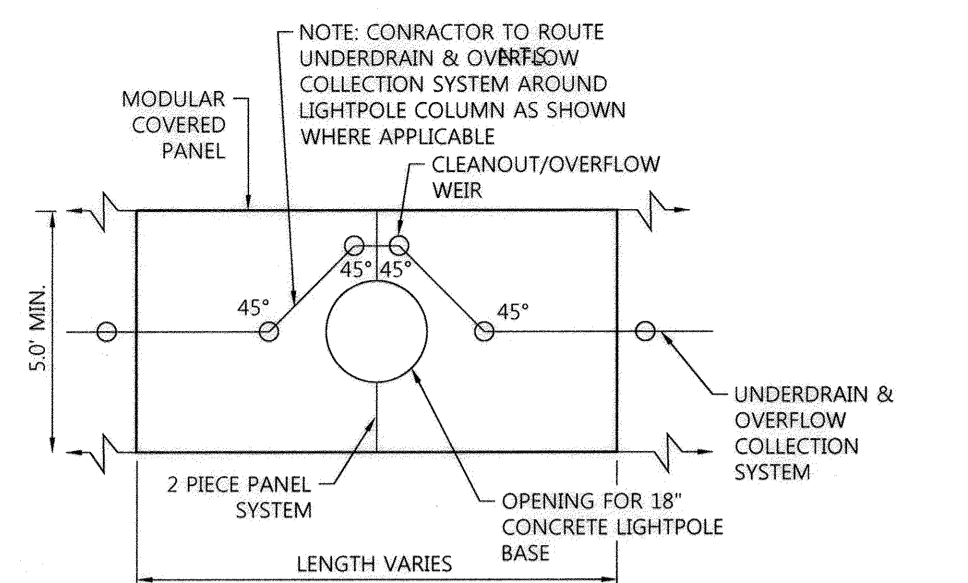 NOTE: CONRACTOR TO ROUTE
UNDERDRAIN & OVERFLOW
N.T.S.
COLLECTION SYSTEM AROUND
LIGHTPOLE COLUMN AS SHOWN
WHERE APPLICABLE
MODULAR
COVERED
PANEL
CLEANOUT/OVERFLOW
WEIR
45° 45°
45°
45°
5.0' MIN.
UNDERDRAIN &
OVERFLOW
COLLECTION
SYSTEM
2 PIECE PANEL
SYSTEM
OPENING FOR 18"
CONCRETE LIGHTPOLE
BASE
LENGTH VARIES